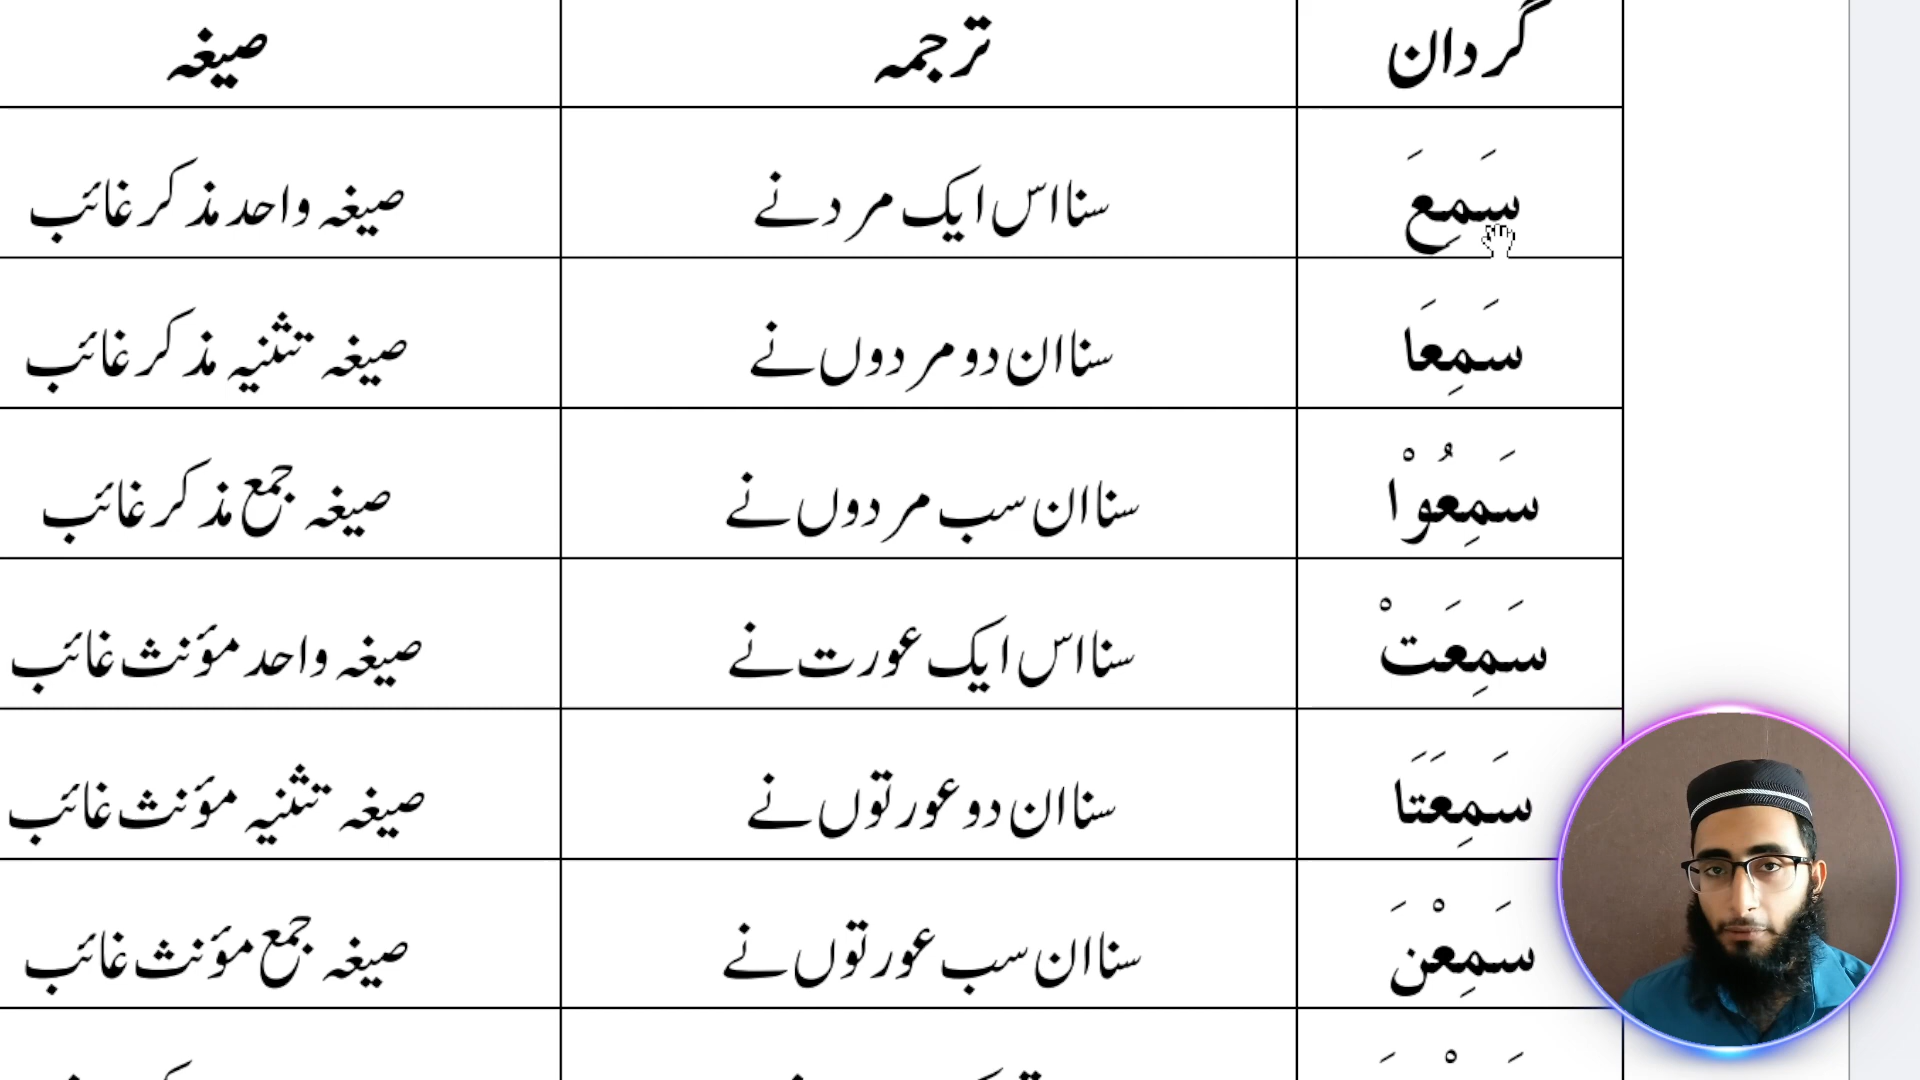 گردان ترجمہ صیغہ
سَمِعَ سنا اس ایک مرد نے صیغہ واحد مذکر غائب
سَمِعَا سنا ان دو مردوں نے صیغہ تثنیہ مذکر غائب
سَمِعُوْا سنا ان سب مردوں نے صیغہ جمع مذکر غائب
سَمِعَتْ سنا اس ایک عورت نے صیغہ واحد مؤنث غائب
سَمِعَتَا سنا ان دو عورتوں نے صیغہ تثنیہ مؤنث غائب
سَمِعْنَ سنا ان سب عورتوں نے صیغہ جمع مؤنث غائب